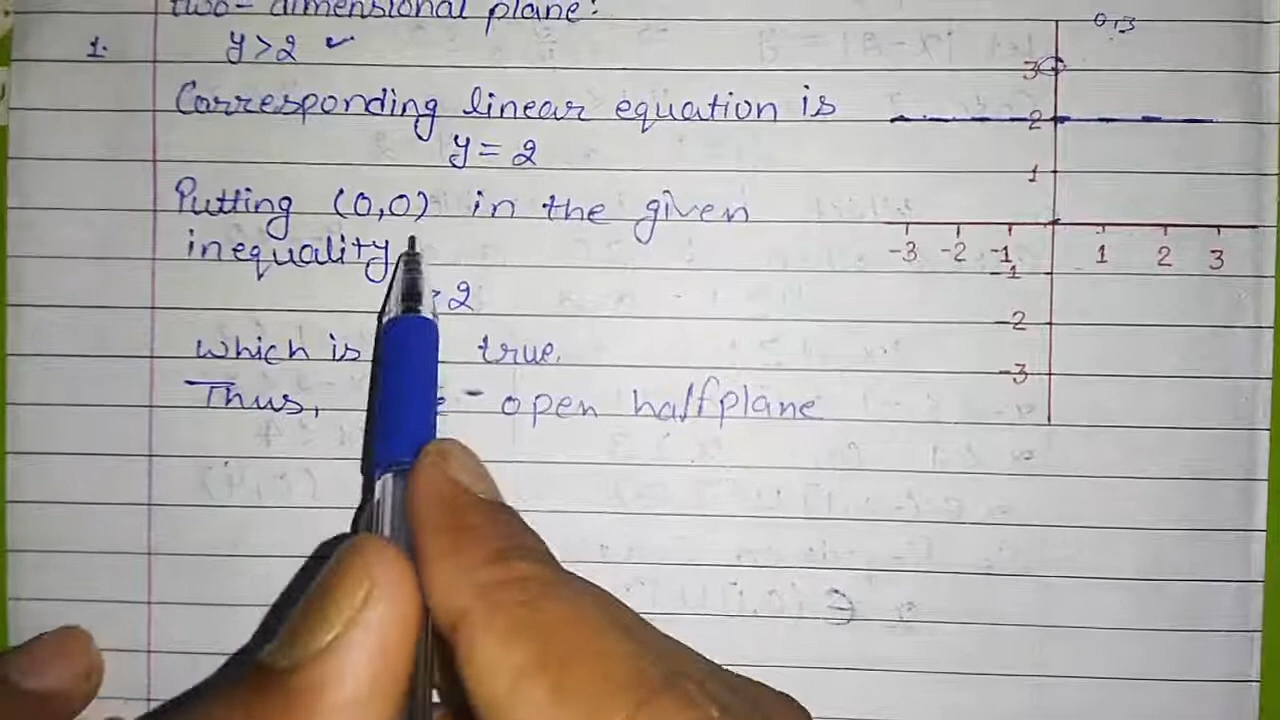 two-dimensional plane:
1. y>2 ✓
Corresponding linear equation is
y=2
Putting (0,0) in the given
inequality
2
which is true.
Thus, - open halfplane
0,3
3
2
1
-3 -2 -1 1 2 3
-1
-2
-3